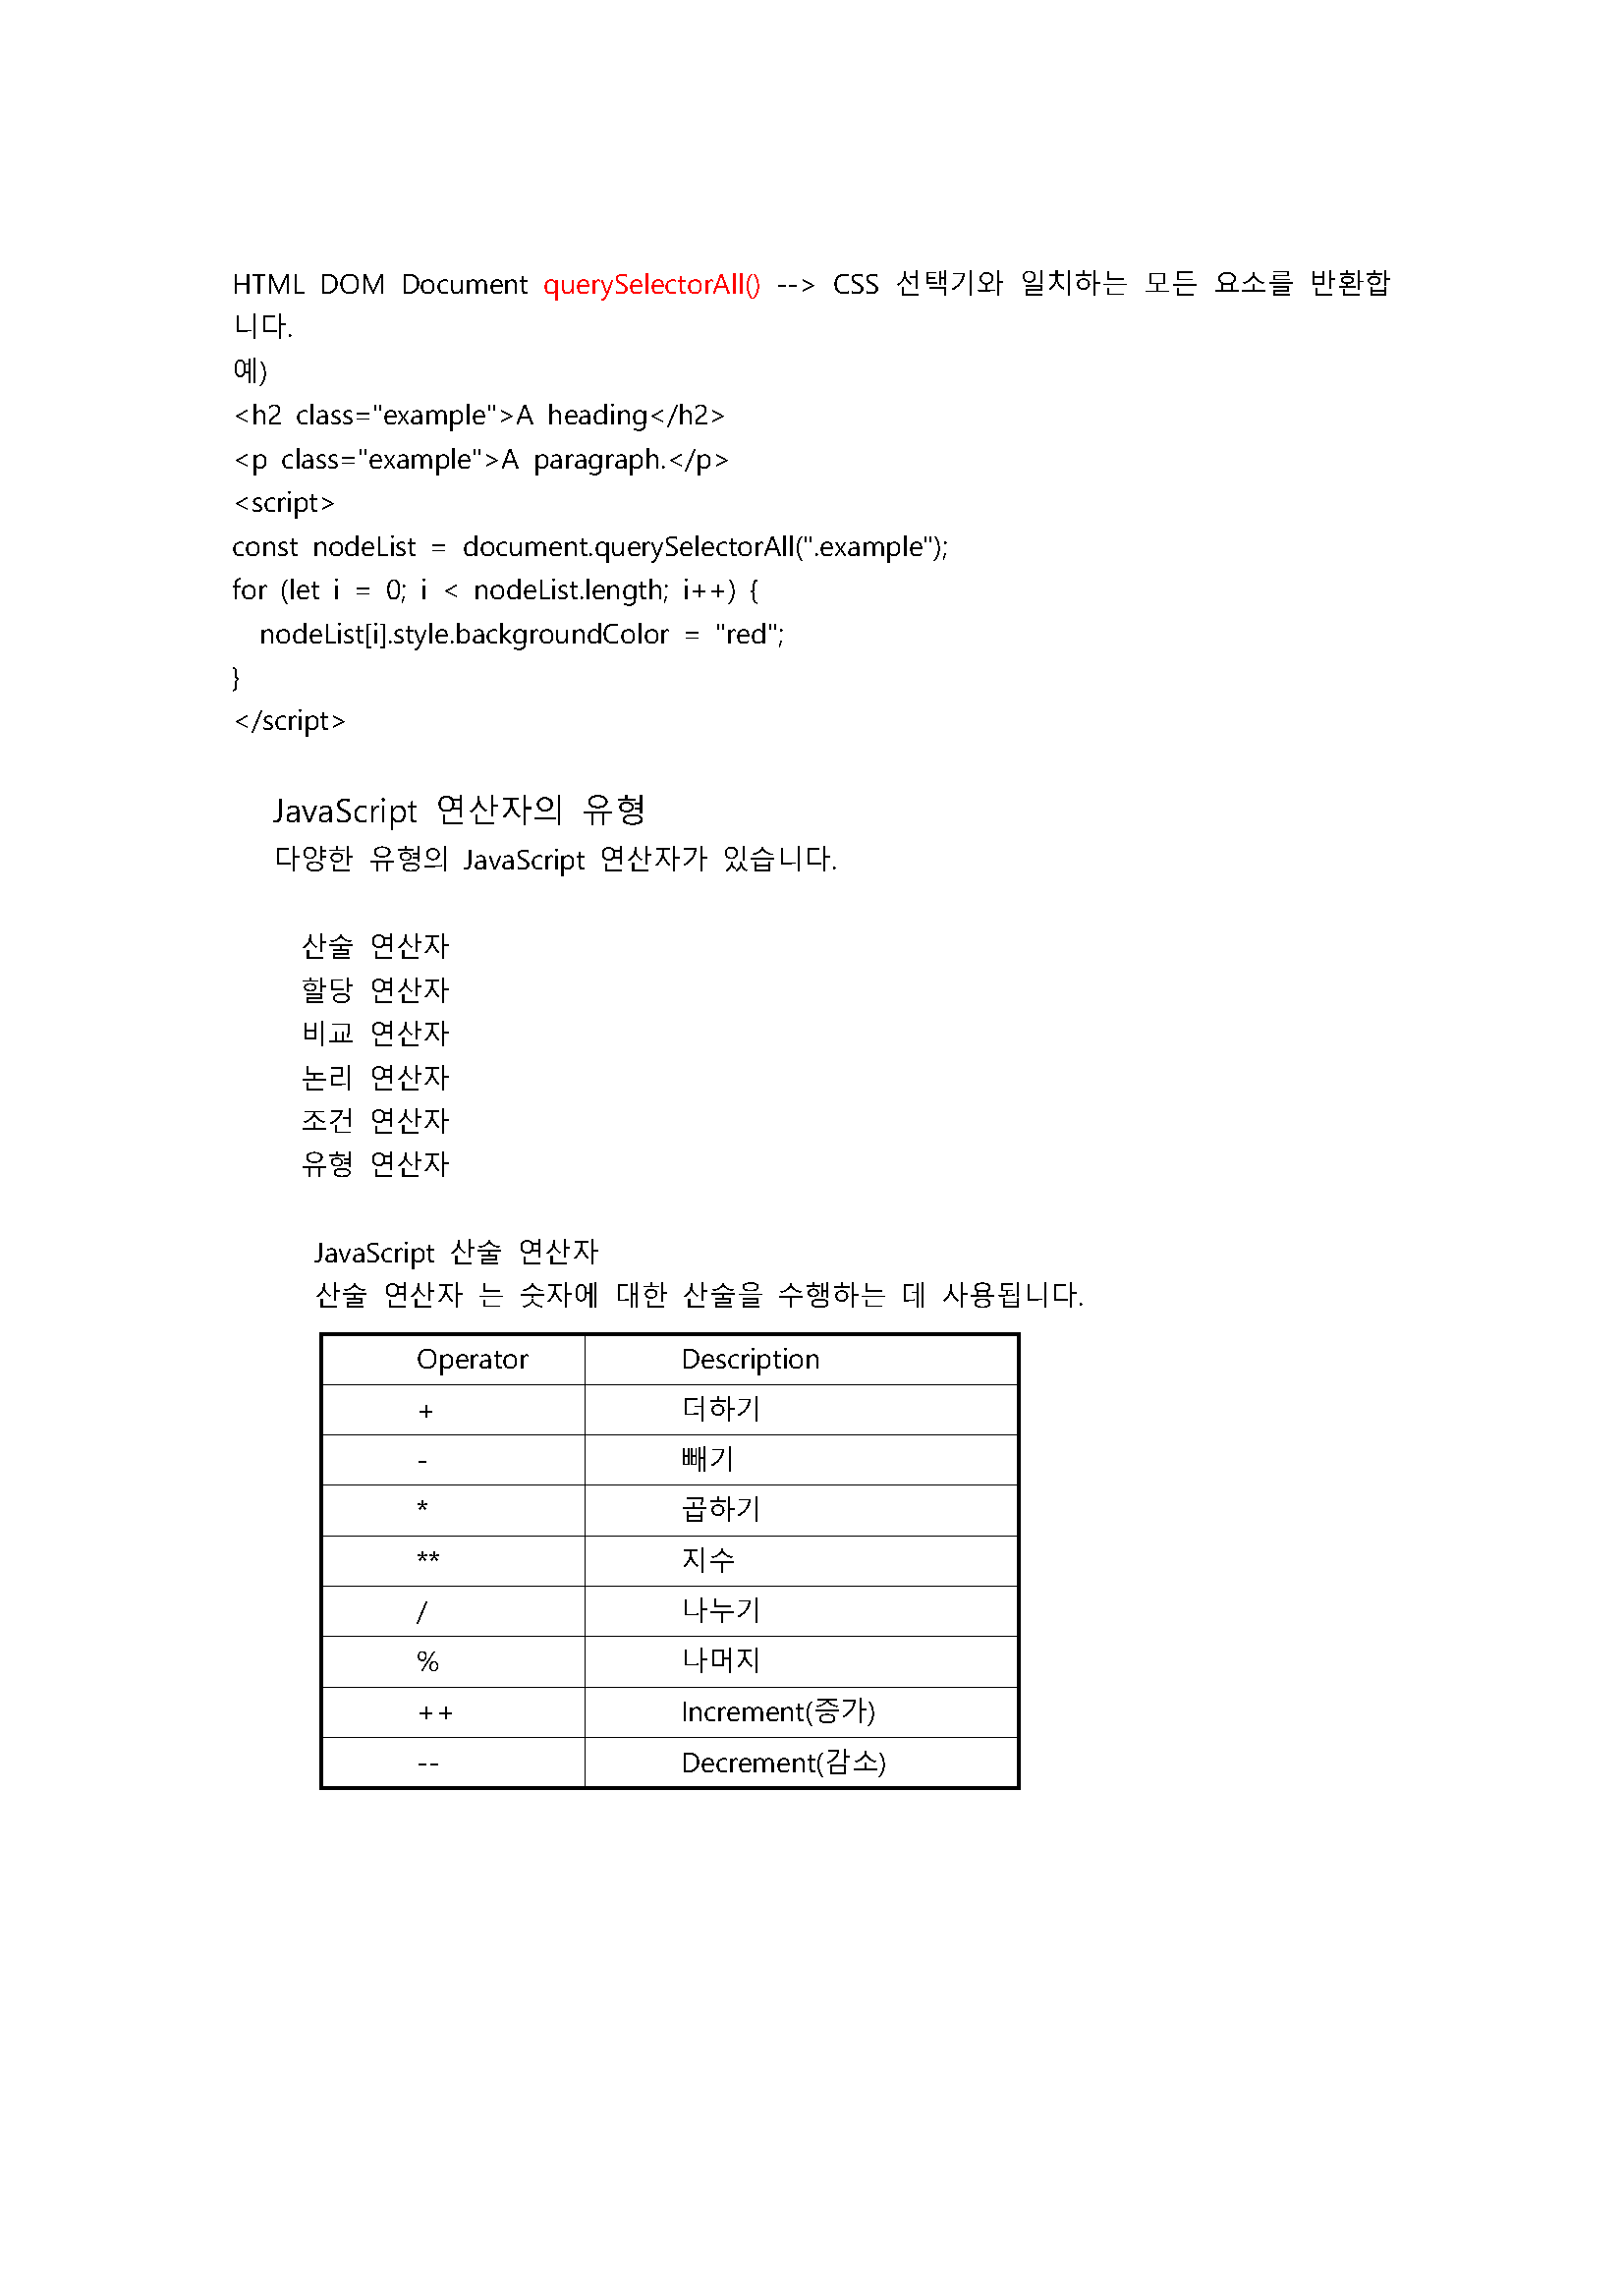 HTML DOM Document querySelectorAll() --> CSS 선택기와 일치하는 모든 요소를 반환합
니다.
예)
<h2 class="example">A heading</h2>
<p class="example">A paragraph.</p>
<script>
const nodeList = document.querySelectorAll(".example");
for (let i = 0; i < nodeList.length; i++) {
  nodeList[i].style.backgroundColor = "red";
}
</script>
JavaScript 연산자의 유형
다양한 유형의 JavaScript 연산자가 있습니다.
산술 연산자
할당 연산자
비교 연산자
논리 연산자
조건 연산자
유형 연산자
JavaScript 산술 연산자
산술 연산자 는 숫자에 대한 산술을 수행하는 데 사용됩니다.
Operator Description
+ 더하기
- 빼기
* 곱하기
** 지수
/ 나누기
% 나머지
++ Increment(증가)
-- Decrement(감소)